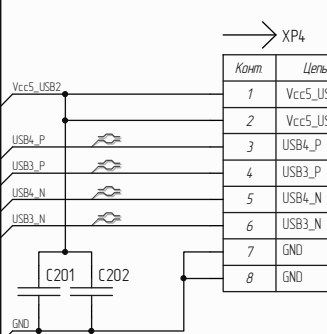 XP4
Конт. Цепь
Vcc5_USB2 1 Vcc5_US
2 Vcc5_US
USB4_P 3 USB4_P
USB3_P 4 USB3_P
USB4_N 5 USB4_N
USB3_N 6 USB3_N
7 GND
C201 C202 8 GND
GND